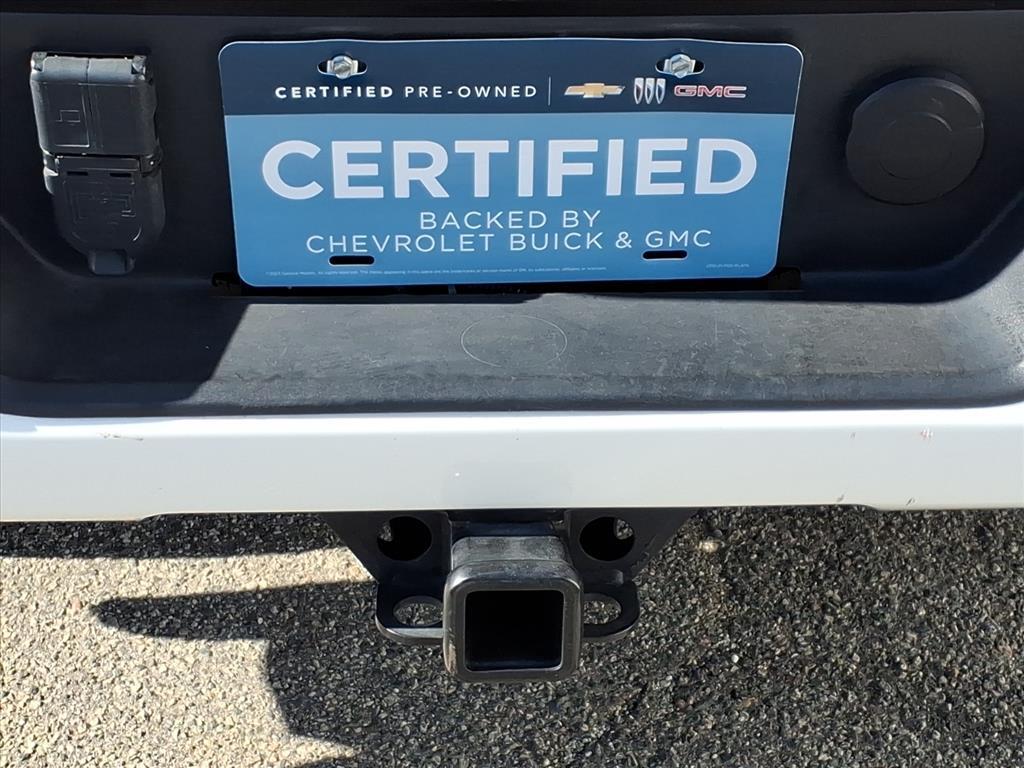 CERTIFIED PRE-OWNED GMC
CERTIFIED
BACKED BY
CHEVROLET BUICK & GMC